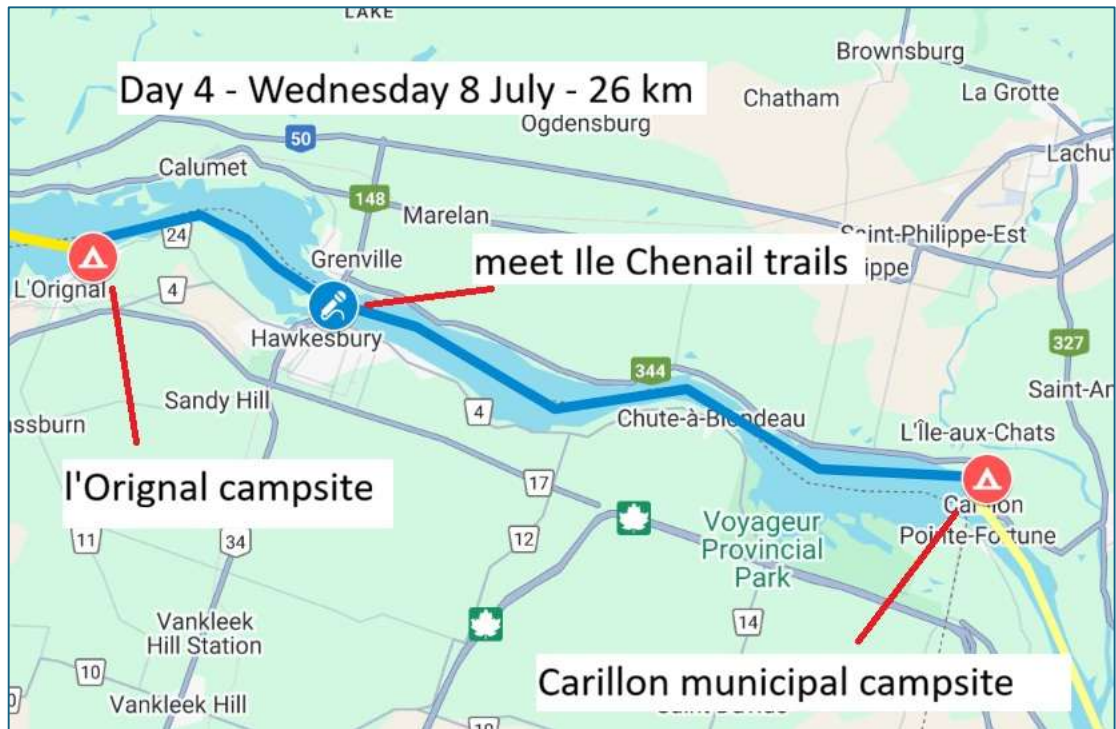 LAKE
Day 4 - Wednesday 8 July - 26 km
Brownsburg
Chatham
La Grotte
Ogdensburg
50
Lachut
Calumet
148
Marelan
24
Saint-Philippe-Est
Grenville
meet Ile Chenail trails
ippe
L'Orignal
4
Hawkesbury
327
344
Sandy Hill
4
Saint-An
assburn
Chute-à-Blondeau
L'Île-aux-Chats
l'Orignal campsite
17
Carillon
Pointe-Fortune
11
34
12
Voyageur
Provincial
Park
Vankleek
Hill Station
14
10
Carillon municipal campsite
Vankleek Hill